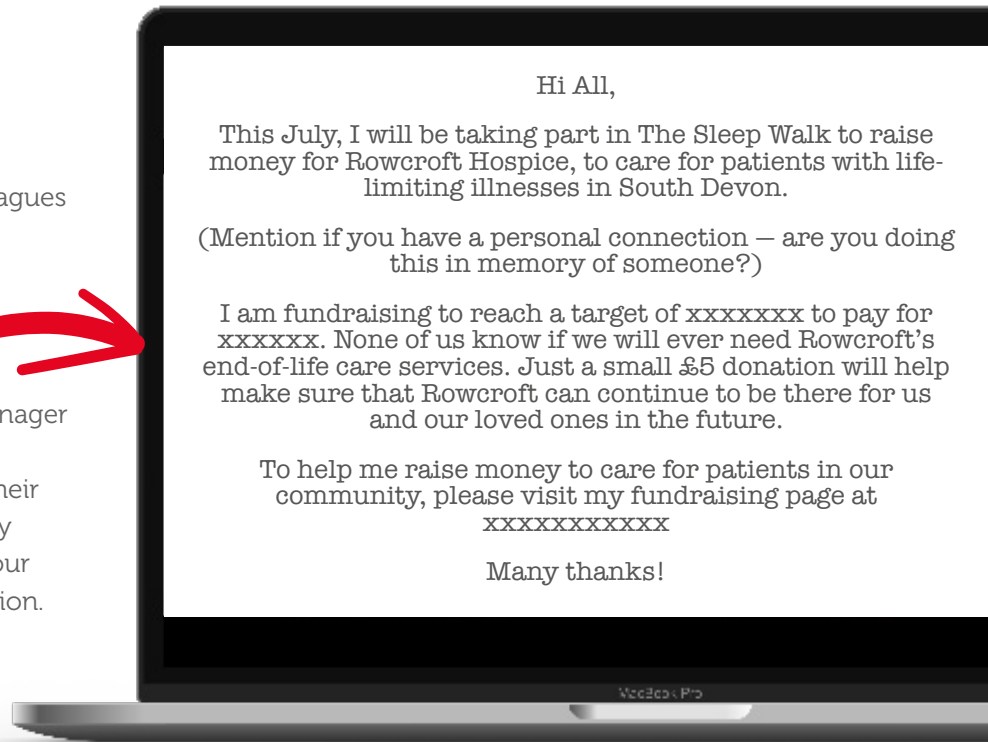 agues
nager
heir
y
our
ion.
Hi All,
This July, I will be taking part in The Sleep Walk to raise
money for Rowcroft Hospice, to care for patients with life-
limiting illnesses in South Devon.
(Mention if you have a personal connection — are you doing
this in memory of someone?)
I am fundraising to reach a target of xxxxxxx to pay for
xxxxxx. None of us know if we will ever need Rowcroft's
end-of-life care services. Just a small £5 donation will help
make sure that Rowcroft can continue to be there for us
and our loved ones in the future.
To help me raise money to care for patients in our
community, please visit my fundraising page at
xxxxxxxxxxx
Many thanks!
MacBook Pro